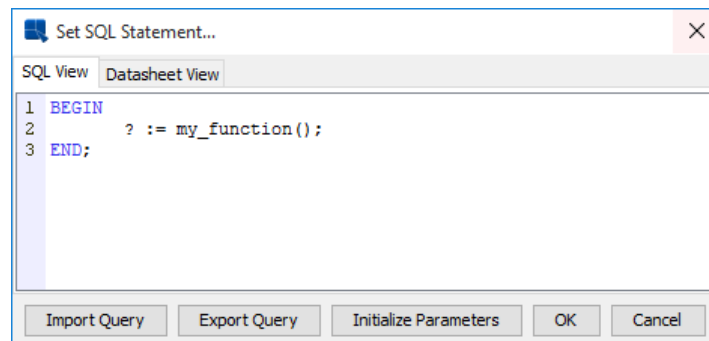 Set SQL Statement...
SQL View Datasheet View
1 BEGIN
2 ? := my_function();
3 END;
Import Query Export Query Initialize Parameters OK Cancel